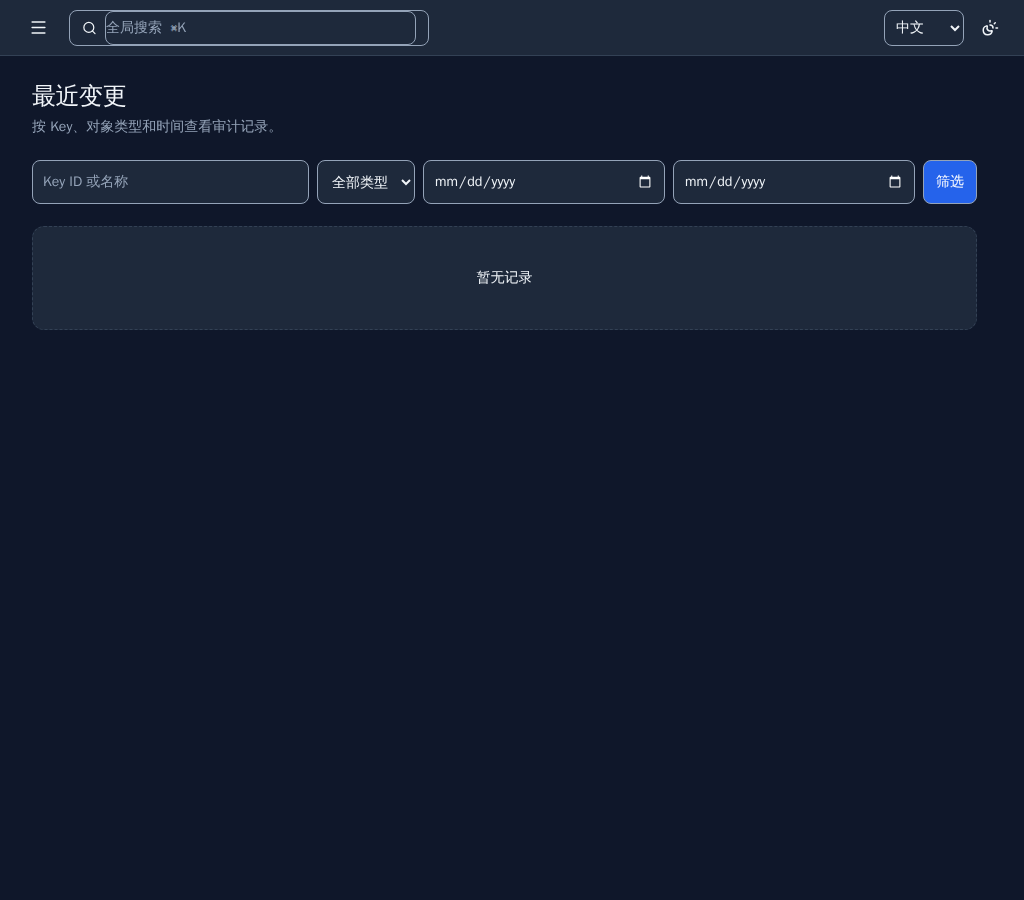 全局搜索 ⌘K
中文
最近变更
按 Key、对象类型和时间查看审计记录。
Key ID 或名称
全部类型
mm/dd/yyyy
mm/dd/yyyy
筛选
暂无记录